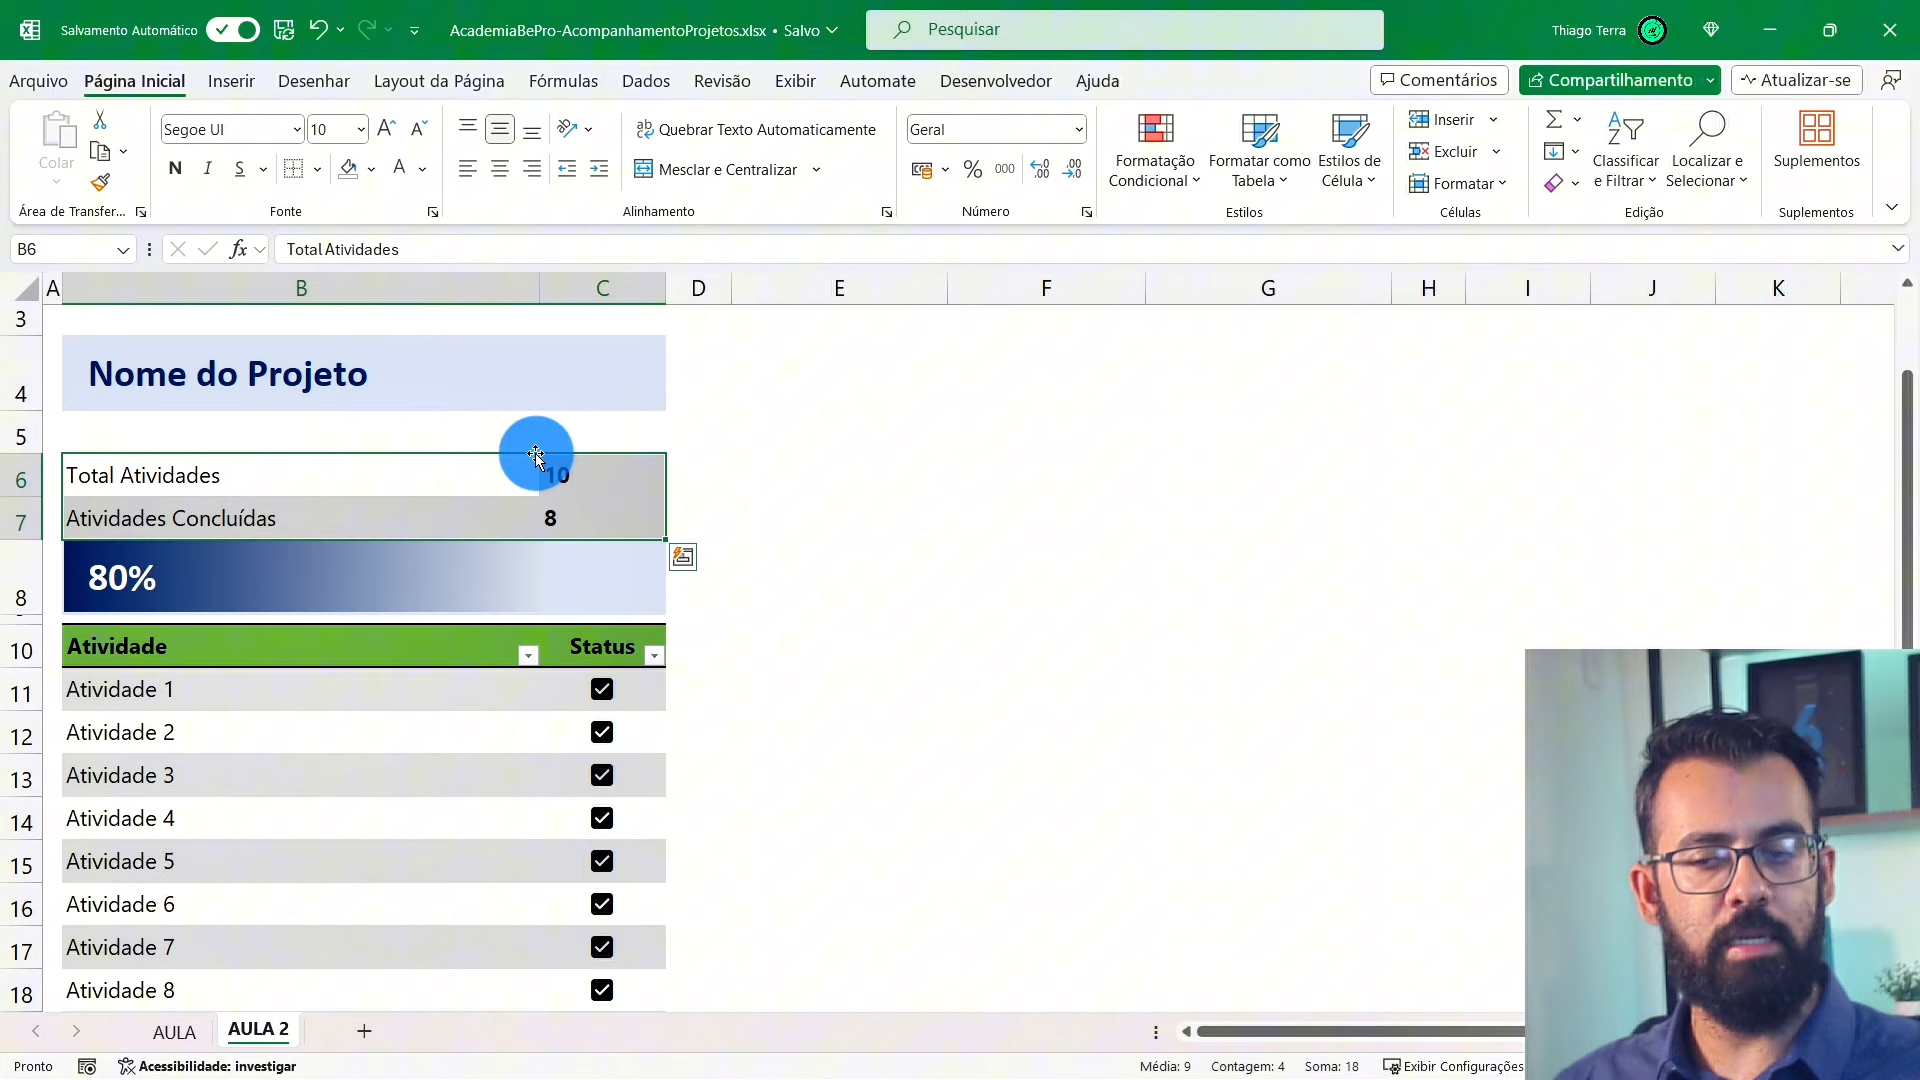 Salvamento Automático
AcademiaBePro-AcompanhamentoProjetos.xlsx • Salvo
Pesquisar
Thiago Terra
Arquivo
Página Inicial
Inserir
Desenhar
Layout da Página
Fórmulas
Dados
Revisão
Exibir
Automate
Desenvolvedor
Ajuda
Comentários
Compartilhamento
Atualizar-se
Colar
Área de Transfer...
Segoe UI
10
N I S
Fonte
Quebrar Texto Automaticamente
Mesclar e Centralizar
Alinhamento
Geral
% 000
Número
Formatação Condicional
Formatar como Tabela
Estilos de Célula
Estilos
Inserir
Excluir
Formatar
Células
Classificar e Filtrar
Localizar e Selecionar
Edição
Suplementos
Suplementos
B6
fx
Total Atividades
A B C D E F G H I J K
3
4 Nome do Projeto
5
6 Total Atividades 10
7 Atividades Concluídas 8
8 80%
10 Atividade Status
11 Atividade 1
12 Atividade 2
13 Atividade 3
14 Atividade 4
15 Atividade 5
16 Atividade 6
17 Atividade 7
18 Atividade 8
AULA
AULA 2
Pronto
Acessibilidade: investigar
Média: 9
Contagem: 4
Soma: 18
Exibir Configurações